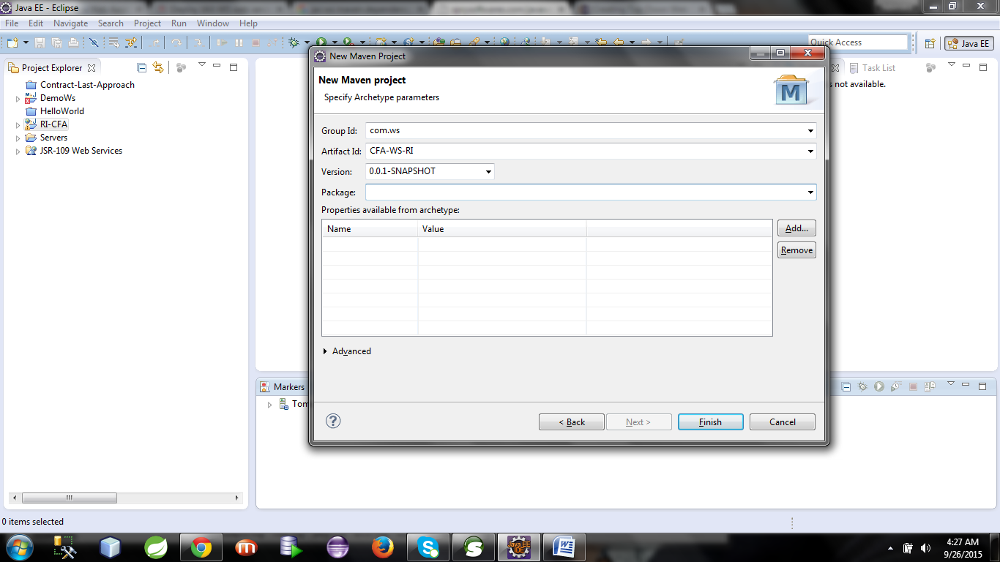 Java EE - Eclipse
File Edit Navigate Search Project Run Window Help
Quick Access
Java EE
Project Explorer
Contract-Last-Approach
DemoWs
HelloWorld
RI-CFA
Servers
JSR-109 Web Services
Task List
s not available.
New Maven Project
New Maven project
Specify Archetype parameters
M
Group Id: com.ws
Artifact Id: CFA-WS-RI
Version: 0.0.1-SNAPSHOT
Package:
Properties available from archetype:
Name Value
Add...
Remove
Advanced
Markers
Tom
?
< Back Next > Finish Cancel
0 items selected
Java EE
IDE
4:27 AM
9/26/2015